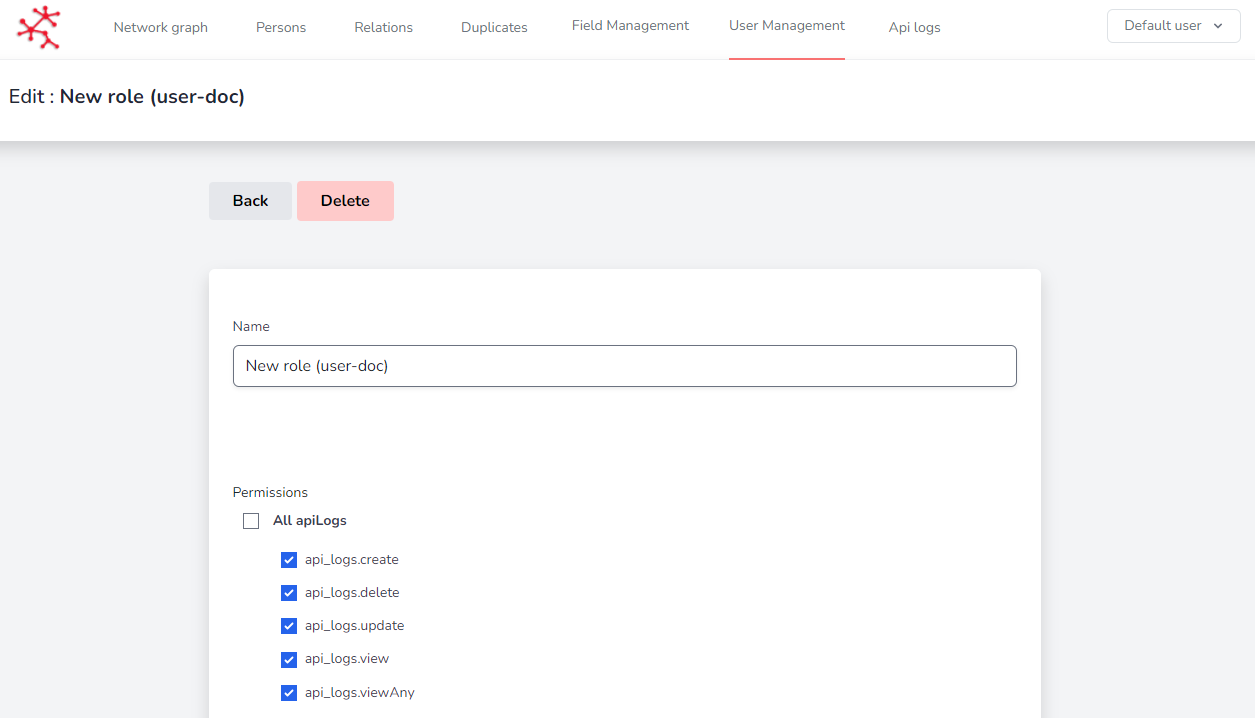 Network graph Persons Relations Duplicates Field Management User Management Api logs Default user
Edit : New role (user-doc)
Back Delete
Name
New role (user-doc)
Permissions
All apiLogs
api_logs.create
api_logs.delete
api_logs.update
api_logs.view
api_logs.viewAny